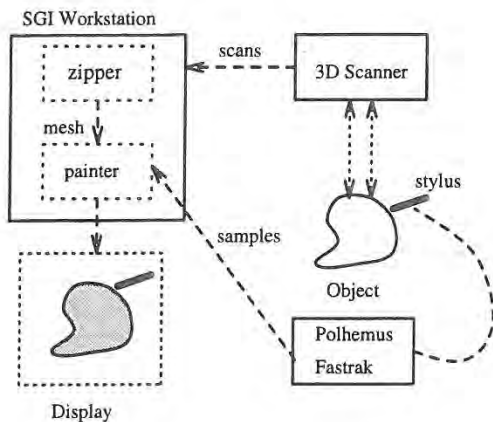 SGI Workstation
zipper
mesh
painter
scans
3D Scanner
stylus
samples
Object
Polhemus
Fastrak
Display